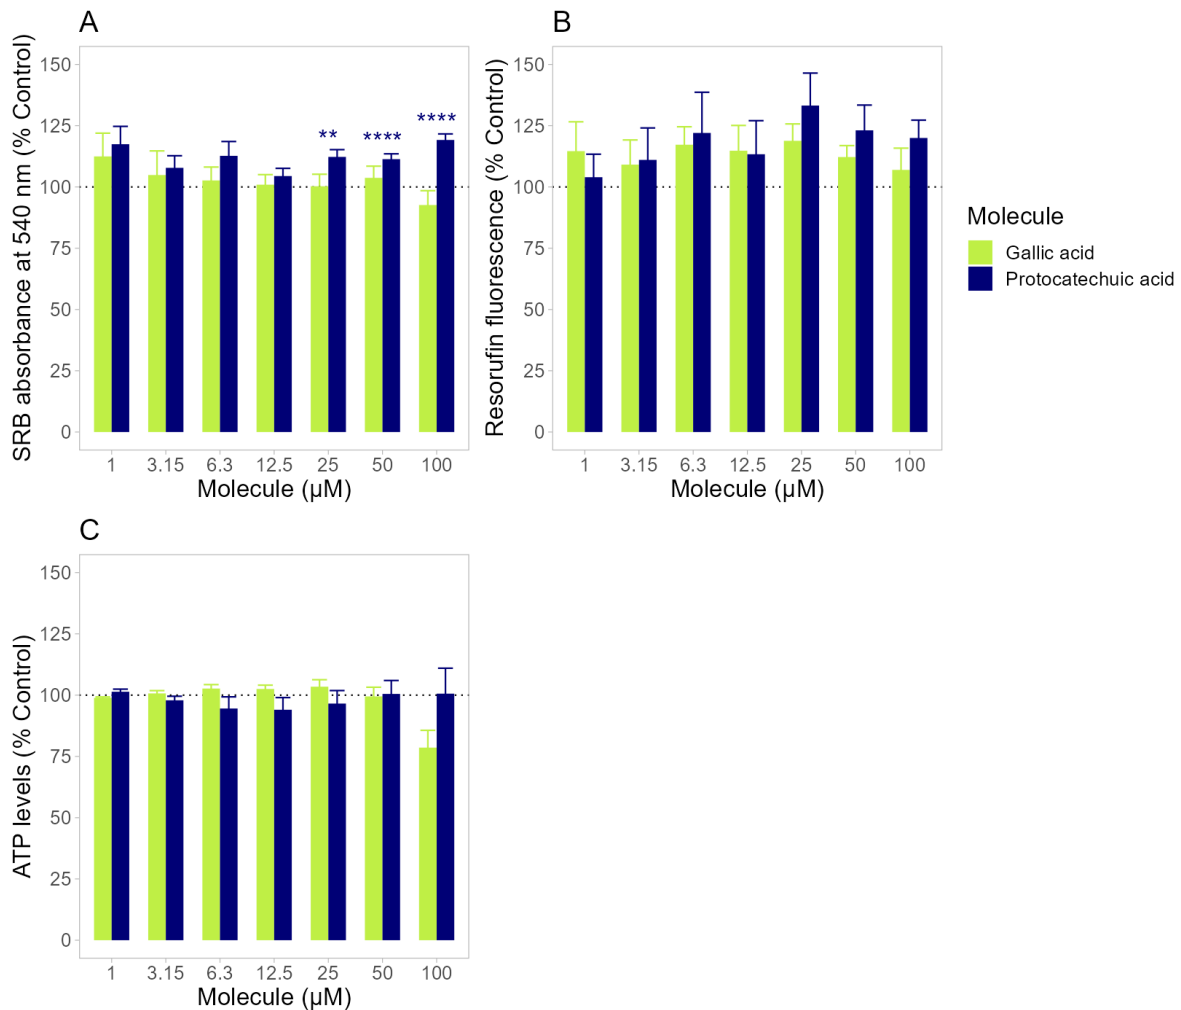 A
SRB absorbance at 540 nm (% Control)
150
125
100
75
50
25
0
** **** ****
1 3.15 6.3 12.5 25 50 100
Molecule (µM)
B
Resorufin fluorescence (% Control)
150
125
100
75
50
25
0
1 3.15 6.3 12.5 25 50 100
Molecule (µM)
Molecule
Gallic acid
Protocatechuic acid
C
ATP levels (% Control)
150
125
100
75
50
25
0
1 3.15 6.3 12.5 25 50 100
Molecule (µM)